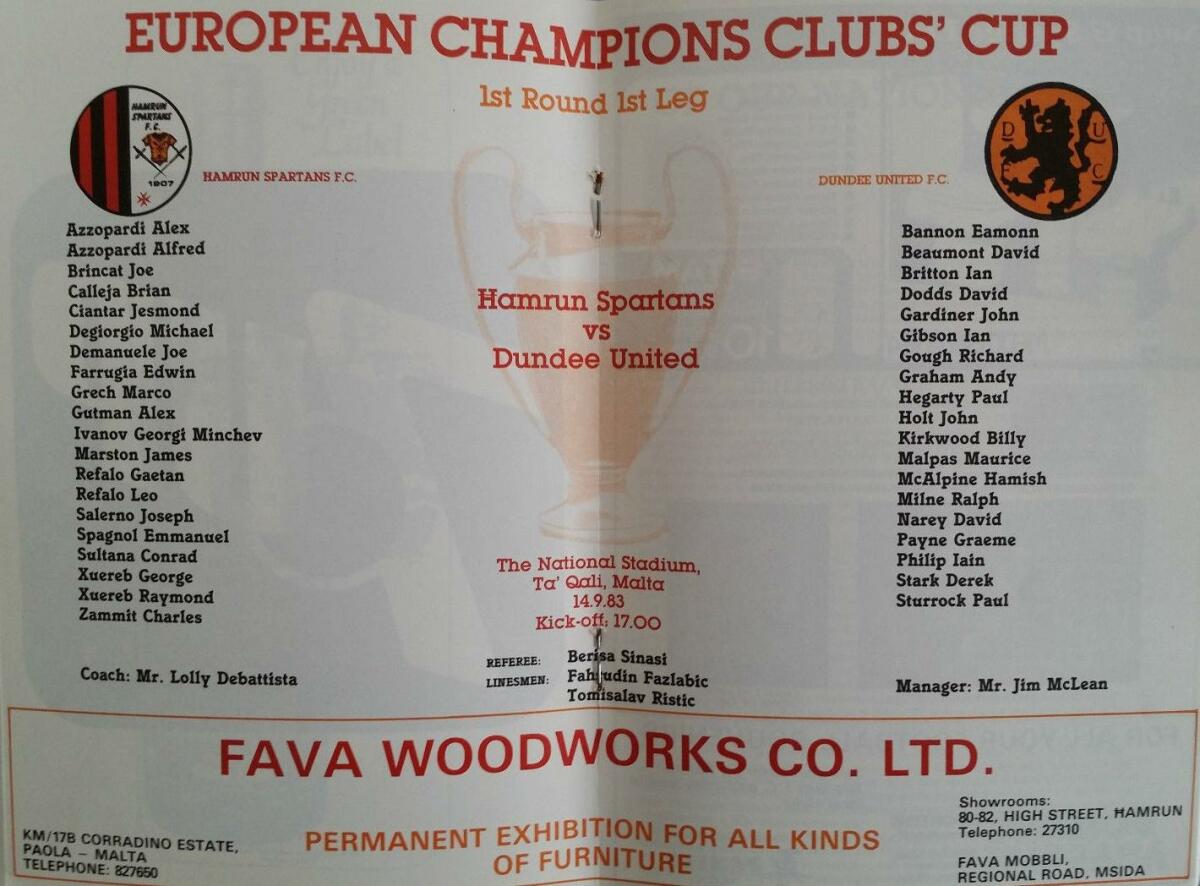 EUROPEAN CHAMPIONS CLUBS' CUP
1st Round 1st Leg
HAMRUN
SPARTANS
F.C.
1907
HAMRUN SPARTANS F.C.
Azzopardi Alex
Azzopardi Alfred
Brincat Joe
Calleja Brian
Ciantar Jesmond
Degiorgio Michael
Demanuele Joe
Farrugia Edwin
Grech Marco
Gutman Alex
Ivanov Georgi Minchev
Marston James
Refalo Gaetan
Refalo Leo
Salerno Joseph
Spagnol Emmanuel
Sultana Conrad
Xuereb George
Xuereb Raymond
Zammit Charles
Coach: Mr. Lolly Debattista
Ħamrun Spartans
vs
Dundee United
The National Stadium,
Ta' Qali, Malta
14.9.83
Kick-off: 17.00
REFEREE: Berisa Sinasi
LINESMEN: Fahjudin Fazlabic
Tomisalav Ristic
D U
F C
DUNDEE UNITED F.C.
Bannon Eamonn
Beaumont David
Britton Ian
Dodds David
Gardiner John
Gibson Ian
Gough Richard
Graham Andy
Hegarty Paul
Holt John
Kirkwood Billy
Malpas Maurice
McAlpine Hamish
Milne Ralph
Narey David
Payne Graeme
Philip Iain
Stark Derek
Sturrock Paul
Manager: Mr. Jim McLean
FAVA WOODWORKS CO. LTD.
KM/17B CORRADINO ESTATE,
PAOLA – MALTA
TELEPHONE: 827650
PERMANENT EXHIBITION FOR ALL KINDS
OF FURNITURE
Showrooms:
80-82, HIGH STREET, ĦAMRUN
Telephone: 27310
FAVA MOBBLI,
REGIONAL ROAD, MSIDA